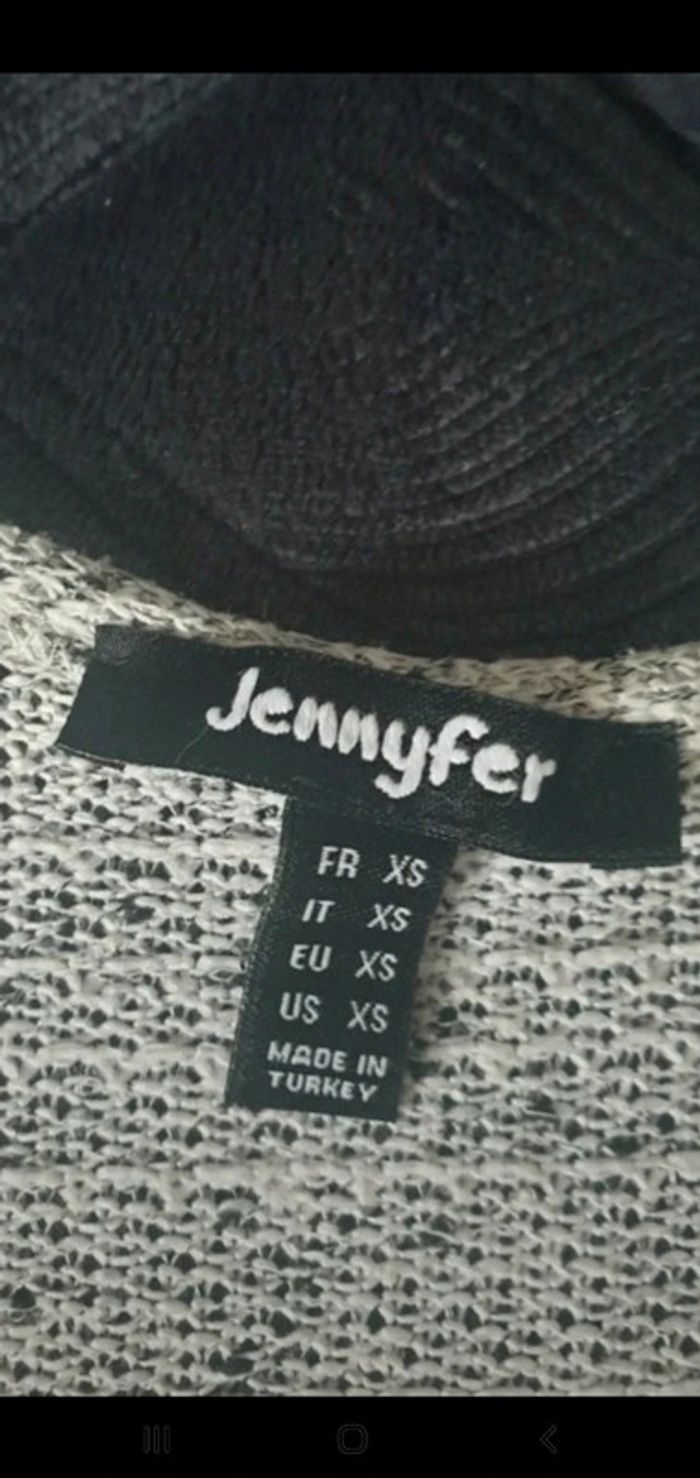 Jennyfer
FR XS
IT XS
EU XS
US XS
MADE IN
TURKEY